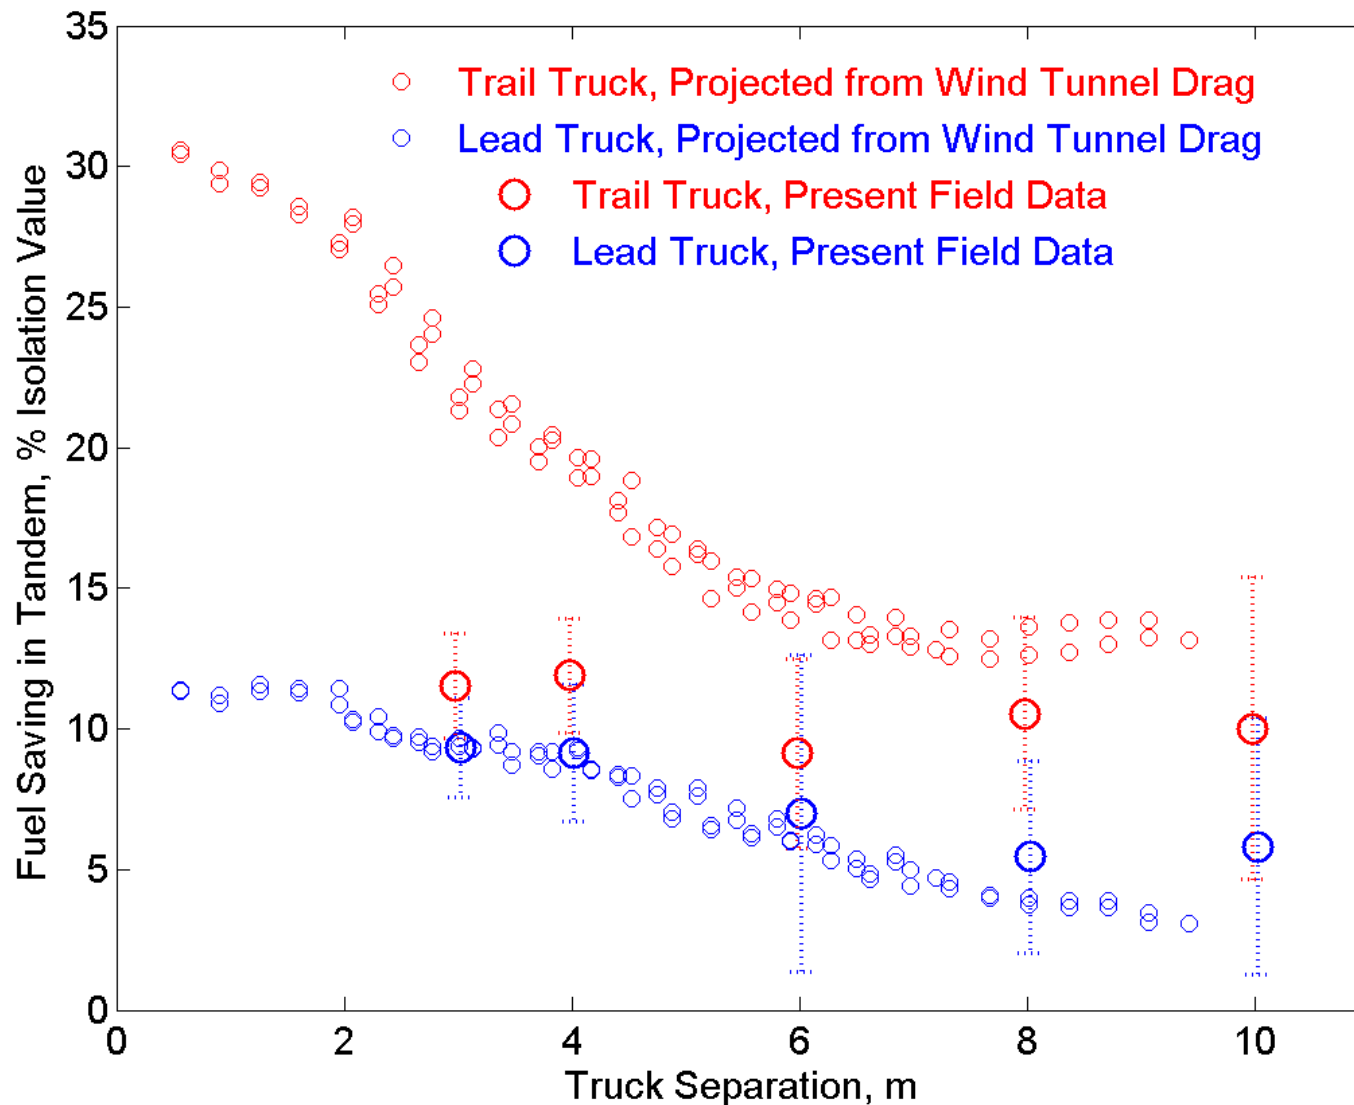 35
30
25
20
15
10
5
0
Fuel Saving in Tandem, % Isolation Value
Trail Truck, Projected from Wind Tunnel Drag
Lead Truck, Projected from Wind Tunnel Drag
Trail Truck, Present Field Data
Lead Truck, Present Field Data
0 2 4 6 8 10
Truck Separation, m